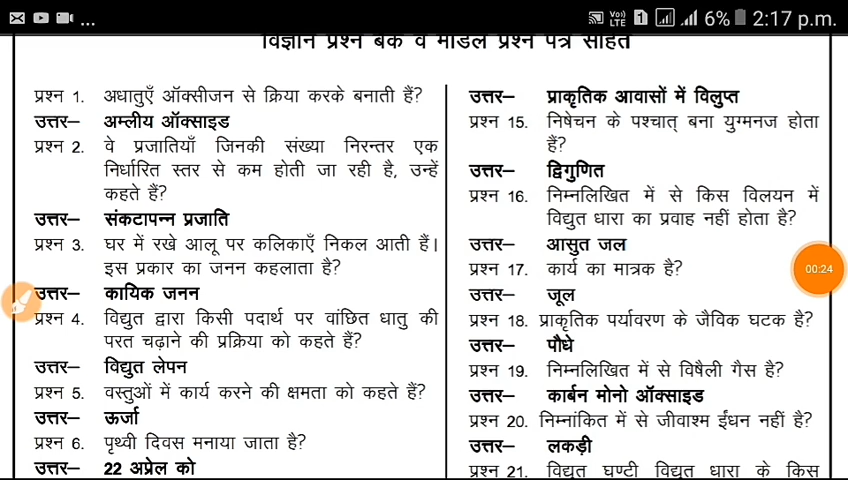 ... Vo) LTE 1 6% 2:17 p.m.
विज्ञान प्रश्न बैंक व मॉडल प्रश्न पत्र सहित
प्रश्न 1. अधातुएँ ऑक्सीजन से क्रिया करके बनाती हैं?
उत्तर— अम्लीय ऑक्साइड
प्रश्न 2. वे प्रजातियाँ जिनकी संख्या निरन्तर एक
निर्धारित स्तर से कम होती जा रही है, उन्हें
कहते हैं?
उत्तर— संकटापन्न प्रजाति
प्रश्न 3. घर में रखे आलू पर कलिकाएँ निकल आती हैं।
इस प्रकार का जनन कहलाता है?
उत्तर— कायिक जनन
प्रश्न 4. विद्युत द्वारा किसी पदार्थ पर वांछित धातु की
परत चढ़ाने की प्रक्रिया को कहते हैं?
उत्तर— विद्युत लेपन
प्रश्न 5. वस्तुओं में कार्य करने की क्षमता को कहते हैं?
उत्तर— ऊर्जा
प्रश्न 6. पृथ्वी दिवस मनाया जाता है?
उत्तर— 22 अप्रेल को
उत्तर— प्राकृतिक आवासों में विलुप्त
प्रश्न 15. निषेचन के पश्चात् बना युग्मनज होता
हैं?
उत्तर— द्विगुणित
प्रश्न 16. निम्नलिखित में से किस विलयन में
विद्युत धारा का प्रवाह नहीं होता है?
उत्तर— आसुत जल
प्रश्न 17. कार्य का मात्रक है?
उत्तर— जूल
प्रश्न 18. प्राकृतिक पर्यावरण के जैविक घटक है?
उत्तर— पौधे
प्रश्न 19. निम्नलिखित में से विषैली गैस है?
उत्तर— कार्बन मोनो ऑक्साइड
प्रश्न 20. निम्नांकित में से जीवाश्म ईंधन नहीं है?
उत्तर— लकड़ी
प्रश्न 21. विद्युत घण्टी विद्युत धारा के किस
00:24